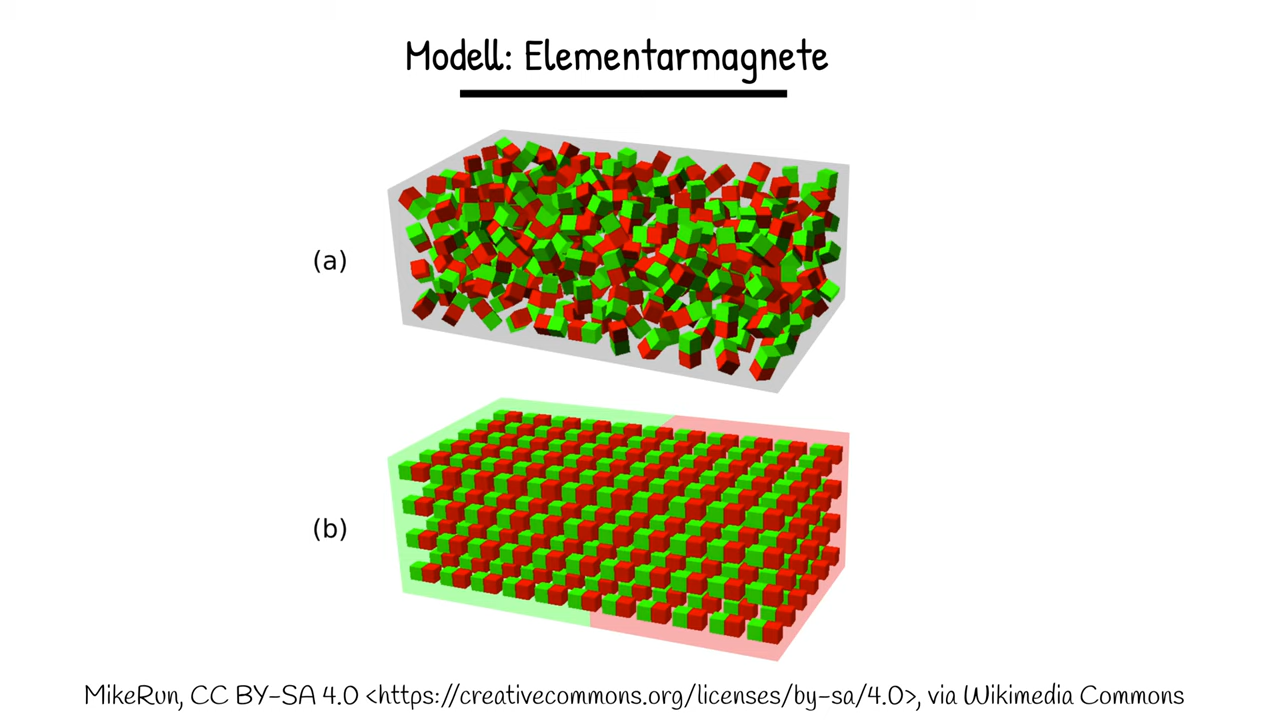 Modell: Elementarmagnete
(a)
(b)
MikeRun, CC BY-SA 4.0 <https://creativecommons.org/licenses/by-sa/4.0>, via Wikimedia Commons